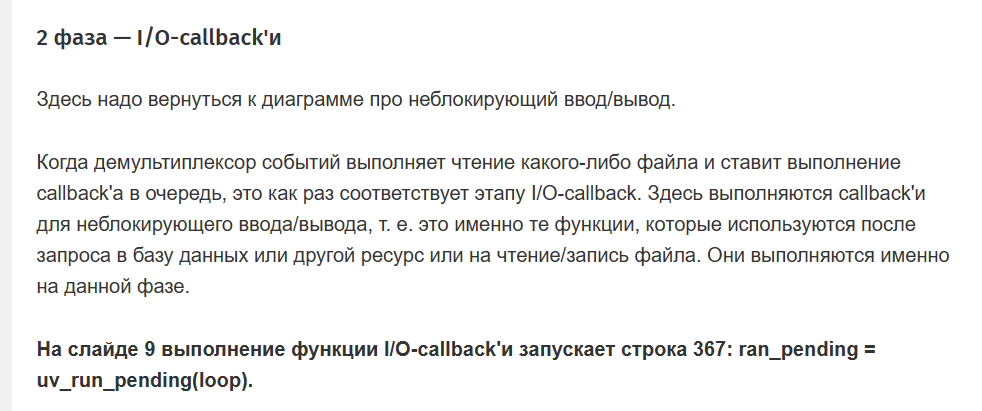 2 фаза — I/O-callback'и
Здесь надо вернуться к диаграмме про неблокирующий ввод/вывод.
Когда демультиплексор событий выполняет чтение какого-либо файла и ставит выполнение
callback'а в очередь, это как раз соответствует этапу I/O-callback. Здесь выполняются callback'и
для неблокирующего ввода/вывода, т. е. это именно те функции, которые используются после
запроса в базу данных или другой ресурс или на чтение/запись файла. Они выполняются именно
на данной фазе.
На слайде 9 выполнение функции I/O-callback'и запускает строка 367: ran_pending =
uv_run_pending(loop).